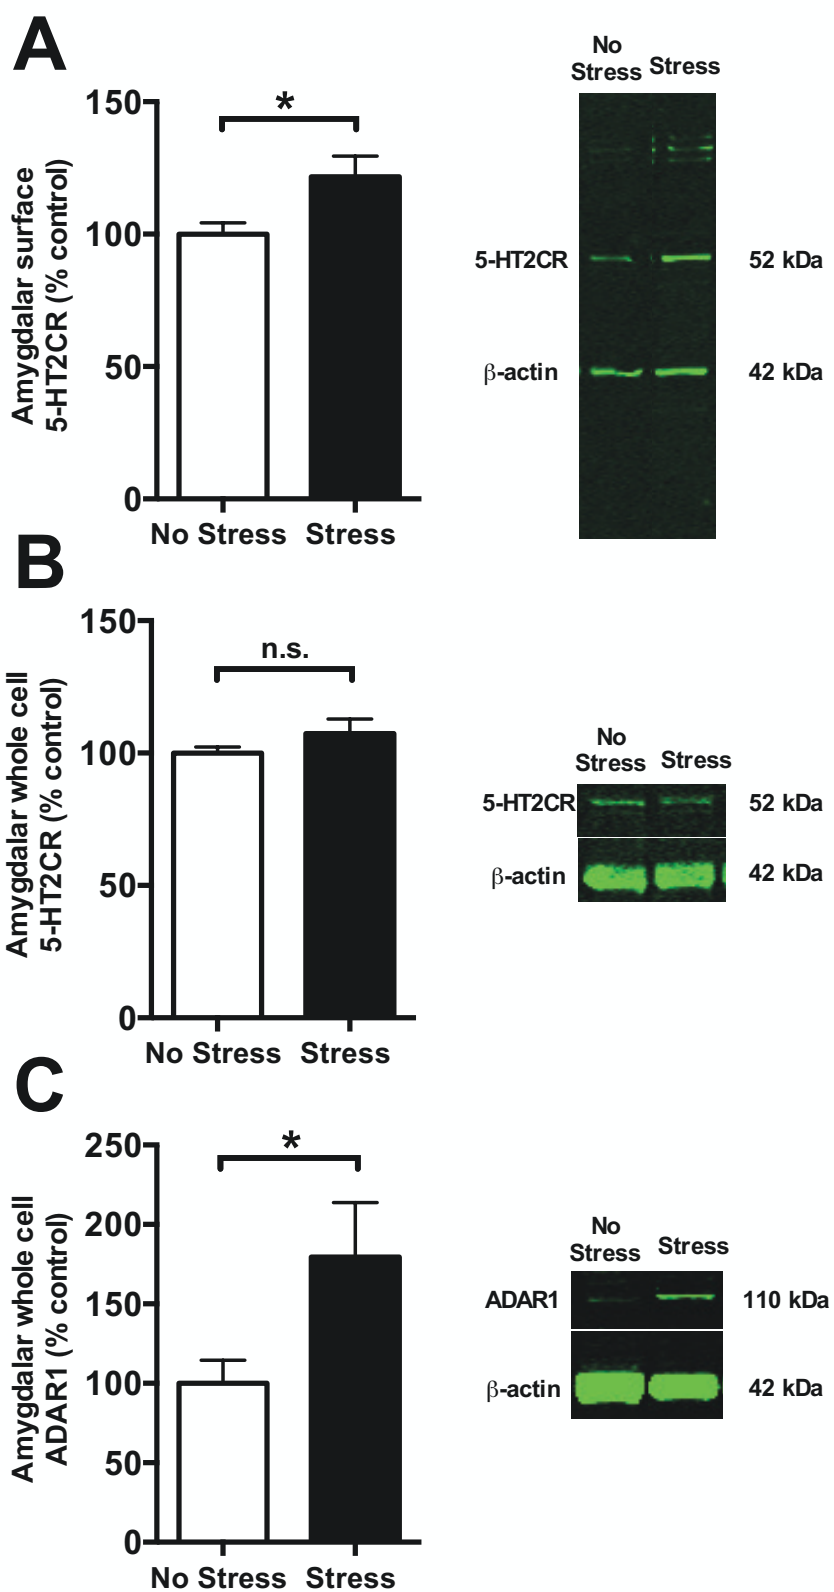 A
150
100
50
0
Amygdalar surface
5-HT2CR (% control)
*
No Stress
Stress
No
Stress
Stress
5-HT2CR
52 kDa
β-actin
42 kDa
B
150
100
50
0
Amygdalar whole cell
5-HT2CR (% control)
n.s.
No Stress
Stress
No
Stress
Stress
5-HT2CR
52 kDa
β-actin
42 kDa
C
250
200
150
100
50
0
Amygdalar whole cell
ADAR1 (% control)
*
No Stress
Stress
No
Stress
Stress
ADAR1
110 kDa
β-actin
42 kDa